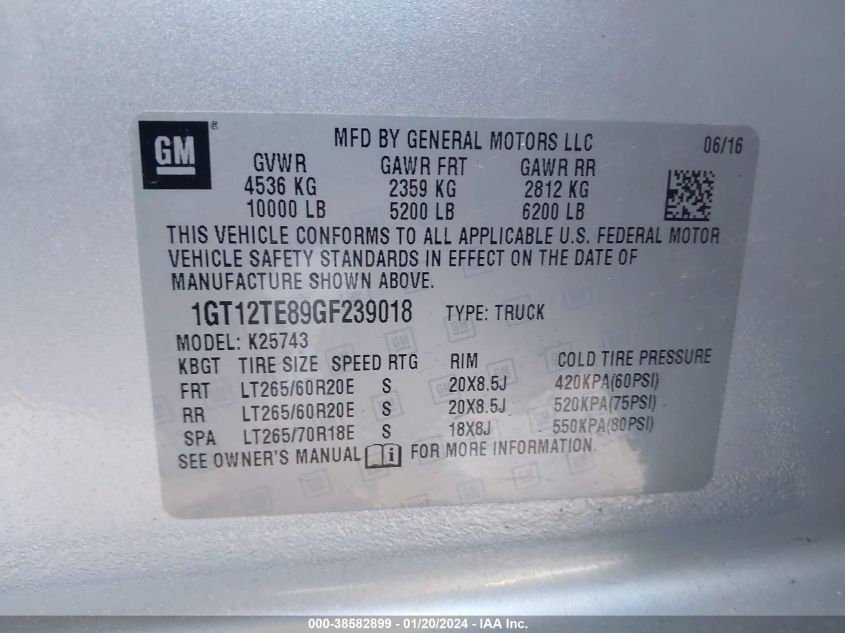 GM ®
MFD BY GENERAL MOTORS LLC 06/16
GVWR GAWR FRT GAWR RR
4536 KG 2359 KG 2812 KG
10000 LB 5200 LB 6200 LB
THIS VEHICLE CONFORMS TO ALL APPLICABLE U.S. FEDERAL MOTOR
VEHICLE SAFETY STANDARDS IN EFFECT ON THE DATE OF
MANUFACTURE SHOWN ABOVE.
1GT12TE89GF239018 TYPE: TRUCK
MODEL: K25743
KBGT TIRE SIZE SPEED RTG RIM COLD TIRE PRESSURE
FRT LT265/60R20E S 20X8.5J 420KPA(60PSI)
RR LT265/60R20E S 20X8.5J 520KPA(75PSI)
SPA LT265/70R18E S 18X8J 550KPA(80PSI)
SEE OWNER'S MANUAL i FOR MORE INFORMATION.
000-38582899 - 01/20/2024 - IAA Inc.